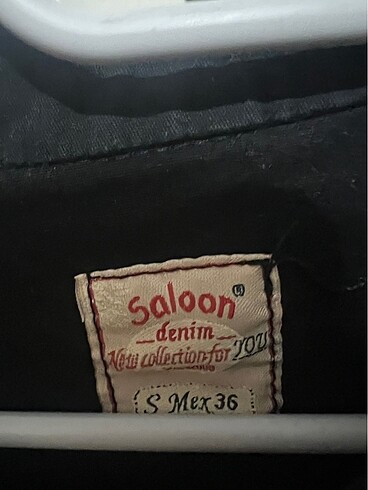 Saloon®
denim
New collection for YOU
S Mex 36